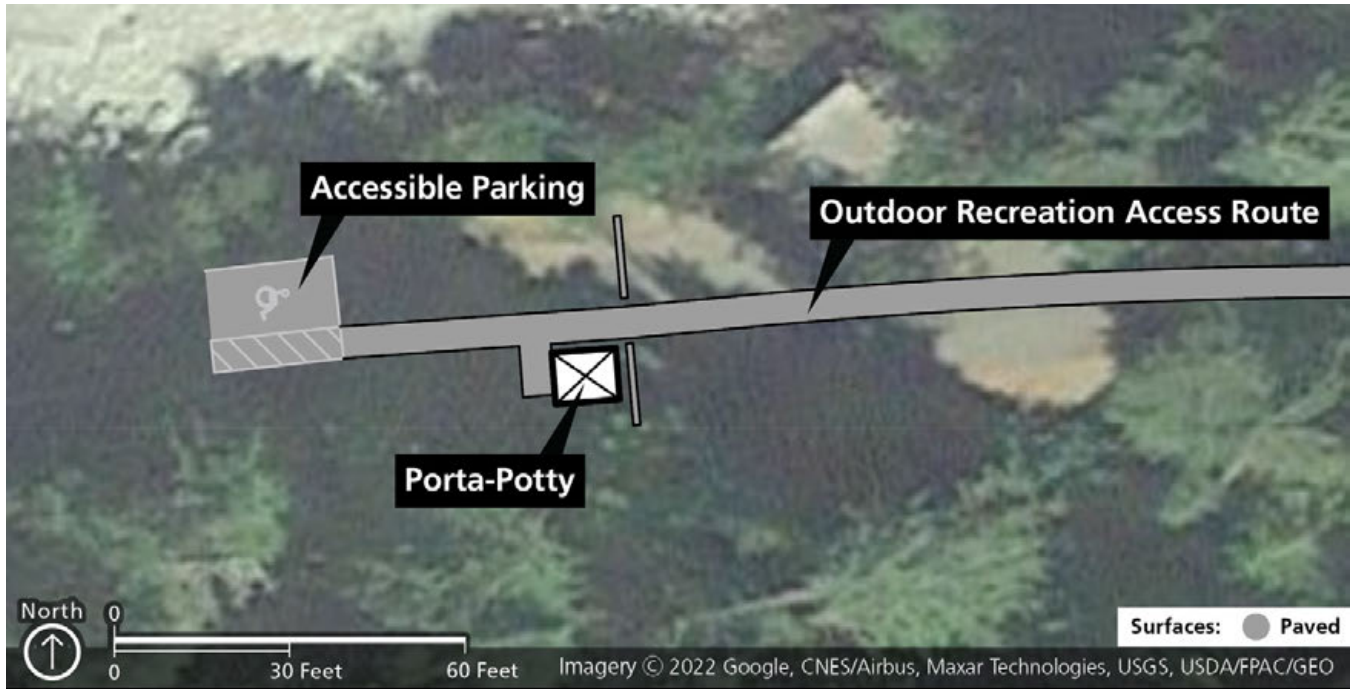 Accessible Parking
Outdoor Recreation Access Route
Porta-Potty
North
0
0
30 Feet
60 Feet
Surfaces:
Paved
Imagery © 2022 Google, CNES/Airbus, Maxar Technologies, USGS, USDA/FPAC/GEO